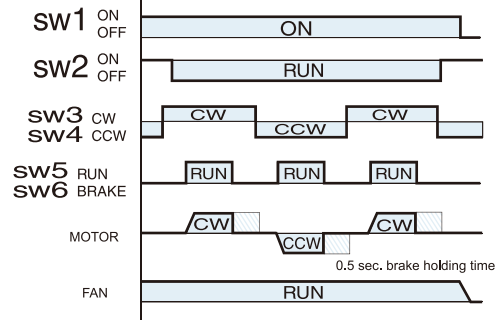 SW1 ON
OFF
ON
SW2 ON
OFF
RUN
SW3 CW
SW4 CCW
CW
CCW
CW
SW5 RUN
SW6 BRAKE
RUN
RUN
RUN
MOTOR
CW
CCW
CW
0.5 sec. brake holding time
FAN
RUN